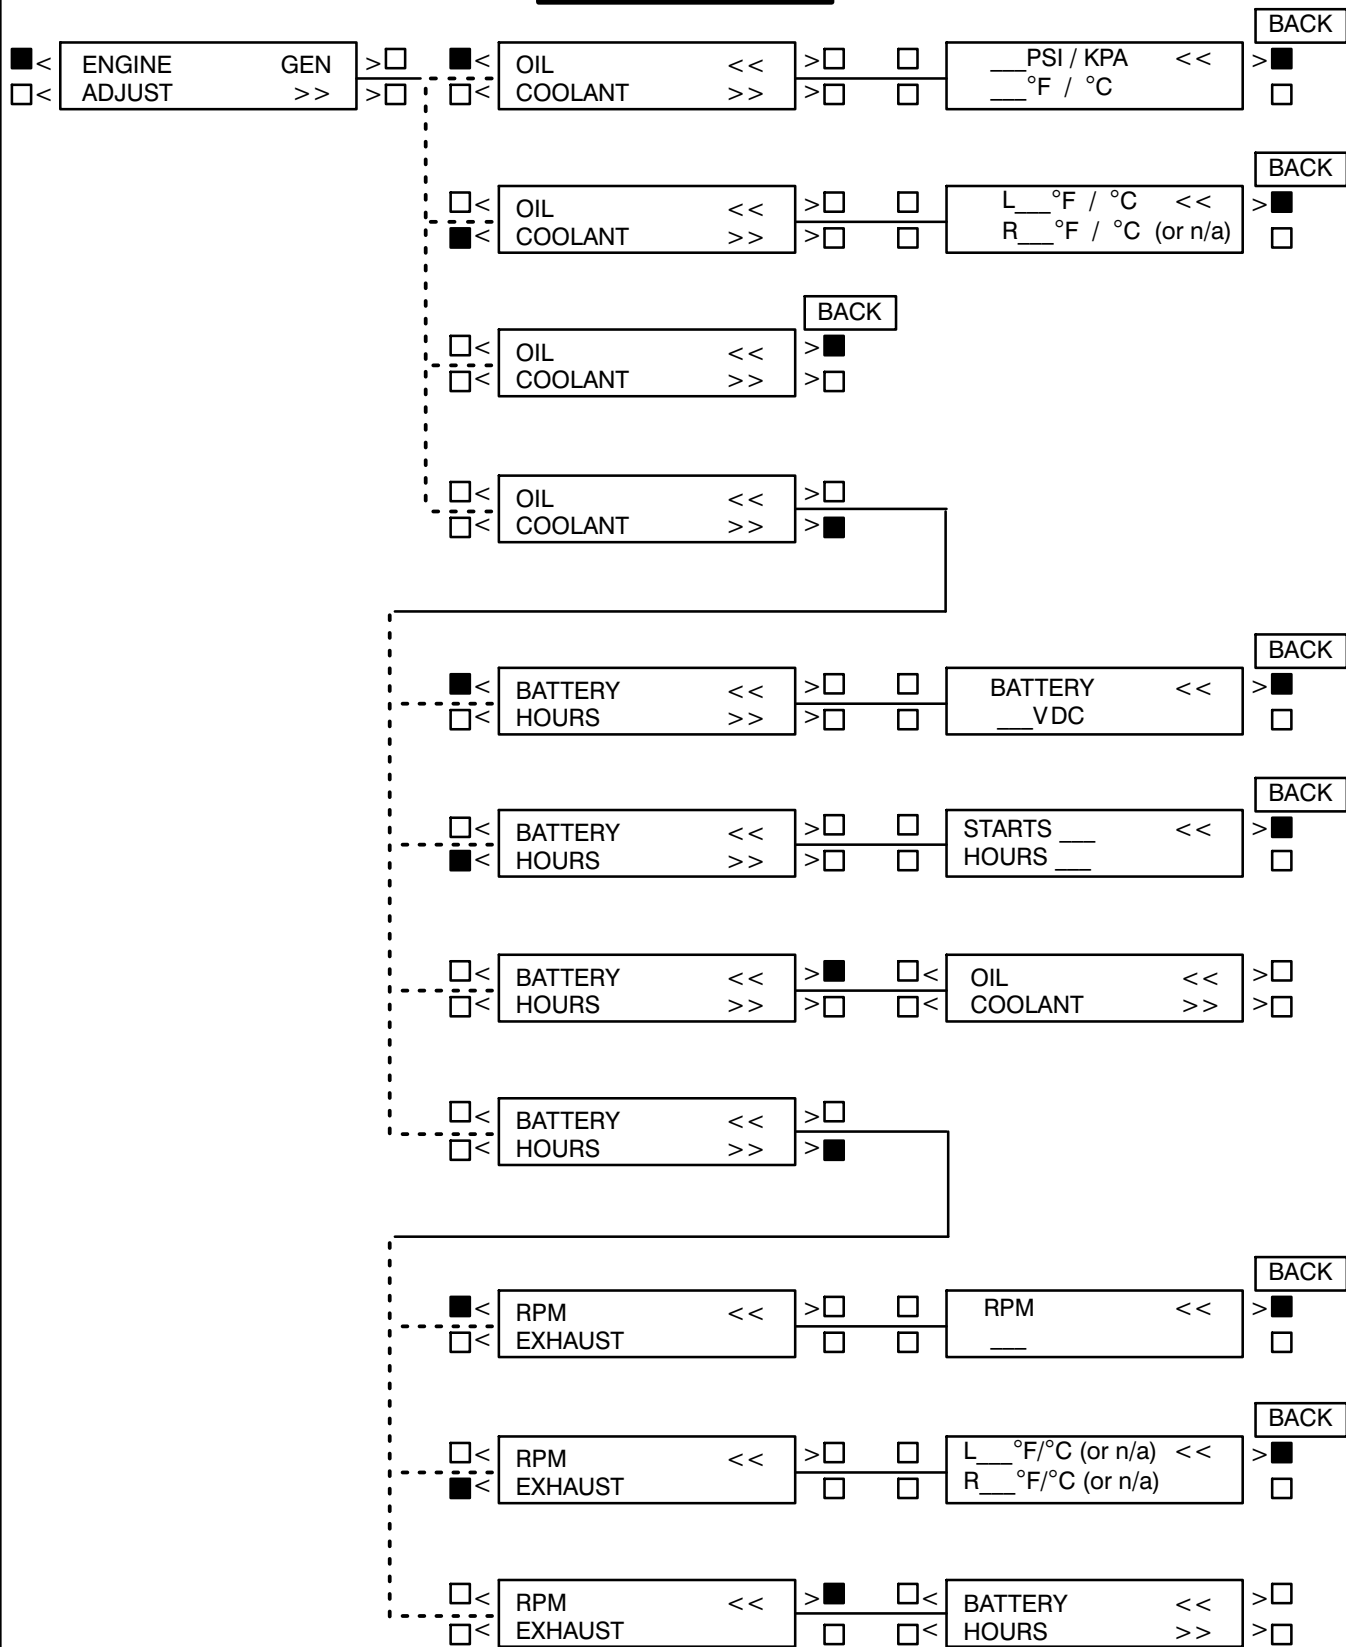 BACK
< ENGINE GEN >
< ADJUST >> >
< OIL << >
< COOLANT >> >
___PSI / KPA << >
___°F / °C
BACK
< OIL << >
< COOLANT >> >
L___°F / °C << >
R___°F / °C (or n/a)
BACK
< OIL << >
< COOLANT >> >
< OIL << >
< COOLANT >> >
BACK
< BATTERY << >
< HOURS >> >
BATTERY << >
___VDC
BACK
< BATTERY << >
< HOURS >> >
STARTS ___ << >
HOURS ___
< BATTERY << >
< HOURS >> >
< OIL << >
< COOLANT >> >
< BATTERY << >
< HOURS >> >
BACK
< RPM << >
< EXHAUST
RPM << >
___
BACK
< RPM << >
< EXHAUST
L___°F/°C (or n/a) << >
R___°F/°C (or n/a)
< RPM << >
< EXHAUST
< BATTERY << >
< HOURS >> >